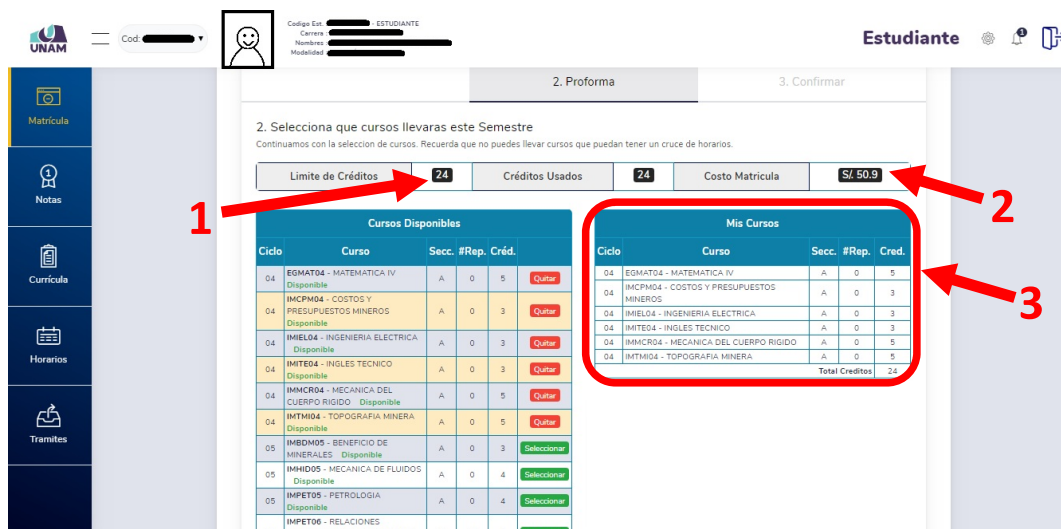 UNAM
Cod:
Codigo Est. - ESTUDIANTE
Carrera :
Nombres :
Modalidad
Estudiante
1
Matrícula
1
Notas
Currícula
Horarios
Tramites
2. Proforma
3. Confirmar
2. Selecciona que cursos llevaras este Semestre
Continuamos con la seleccion de cursos. Recuerda que no puedes llevar cursos que puedan tener un cruce de horarios.
Limite de Créditos 24 Créditos Usados 24 Costo Matricula S/. 50.9
1
2
3
Cursos Disponibles
Ciclo Curso Secc. #Rep. Créd.
04 EGMAT04 - MATEMATICA IV A 0 5 Quitar
Disponible
IMCPM04 - COSTOS Y
04 PRESUPUESTOS MINEROS A 0 3 Quitar
Disponible
04 IMIEL04 - INGENIERIA ELECTRICA A 0 3 Quitar
Disponible
04 IMITE04 - INGLES TECNICO A 0 3 Quitar
Disponible
04 IMMCR04 - MECANICA DEL A 0 5 Quitar
CUERPO RIGIDO Disponible
04 IMTMI04 - TOPOGRAFIA MINERA A 0 5 Quitar
Disponible
05 IMBDM05 - BENEFICIO DE A 0 3 Seleccionar
MINERALES Disponible
05 IMHID05 - MECANICA DE FLUIDOS A 0 4 Seleccionar
Disponible
05 IMPET05 - PETROLOGIA A 0 4 Seleccionar
Disponible
IMPET06 - RELACIONES
Mis Cursos
Ciclo Curso Secc. #Rep. Cred.
04 EGMAT04 - MATEMATICA IV A 0 5
04 IMCPM04 - COSTOS Y PRESUPUESTOS A 0 3
MINEROS
04 IMIEL04 - INGENIERIA ELECTRICA A 0 3
04 IMITE04 - INGLES TECNICO A 0 3
04 IMMCR04 - MECANICA DEL CUERPO RIGIDO A 0 5
04 IMTMI04 - TOPOGRAFIA MINERA A 0 5
Total Creditos 24